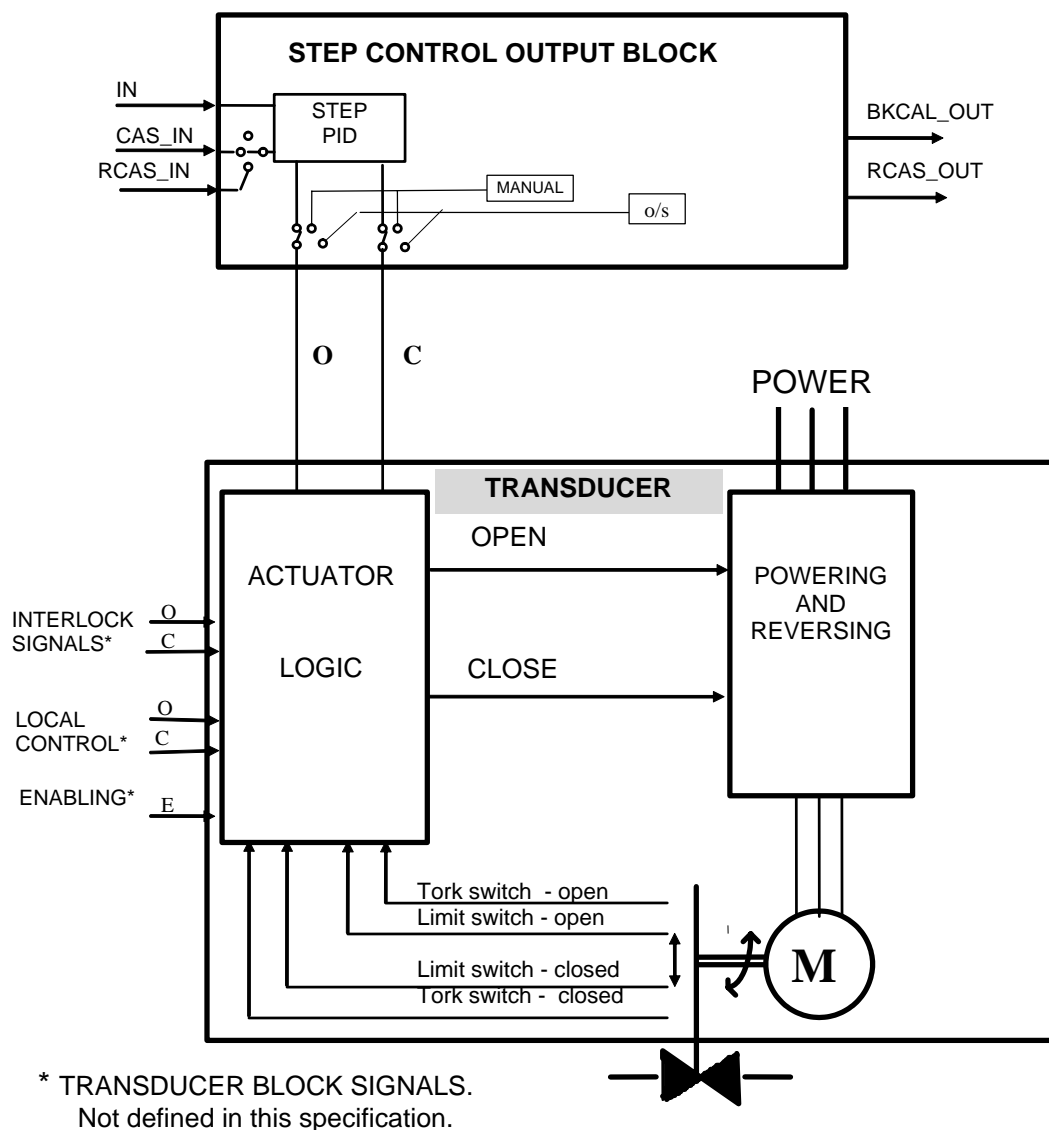 STEP CONTROL OUTPUT BLOCK
IN
CAS_IN
RCAS_IN
STEP
PID
MANUAL
o/s
BKCAL_OUT
RCAS_OUT
O
C
POWER
TRANSDUCER
ACTUATOR
LOGIC
OPEN
CLOSE
POWERING
AND
REVERSING
INTERLOCK
SIGNALS*
O
C
LOCAL
CONTROL*
O
C
ENABLING*
E
Tork switch - open
Limit switch - open
Limit switch - closed
Tork switch - closed
M
* TRANSDUCER BLOCK SIGNALS.
Not defined in this specification.